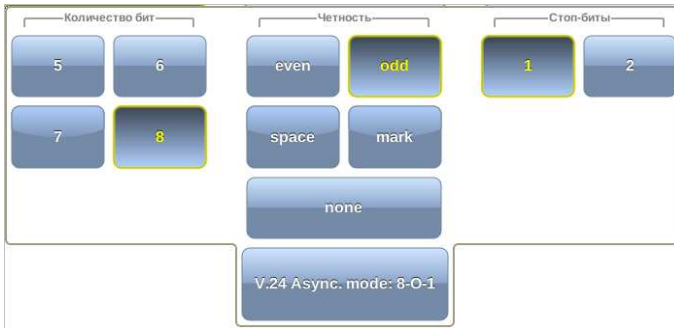 Количество бит
Четность
Стоп-биты
5
6
even
odd
1
2
7
8
space
mark
none
V.24 Async. mode: 8-O-1